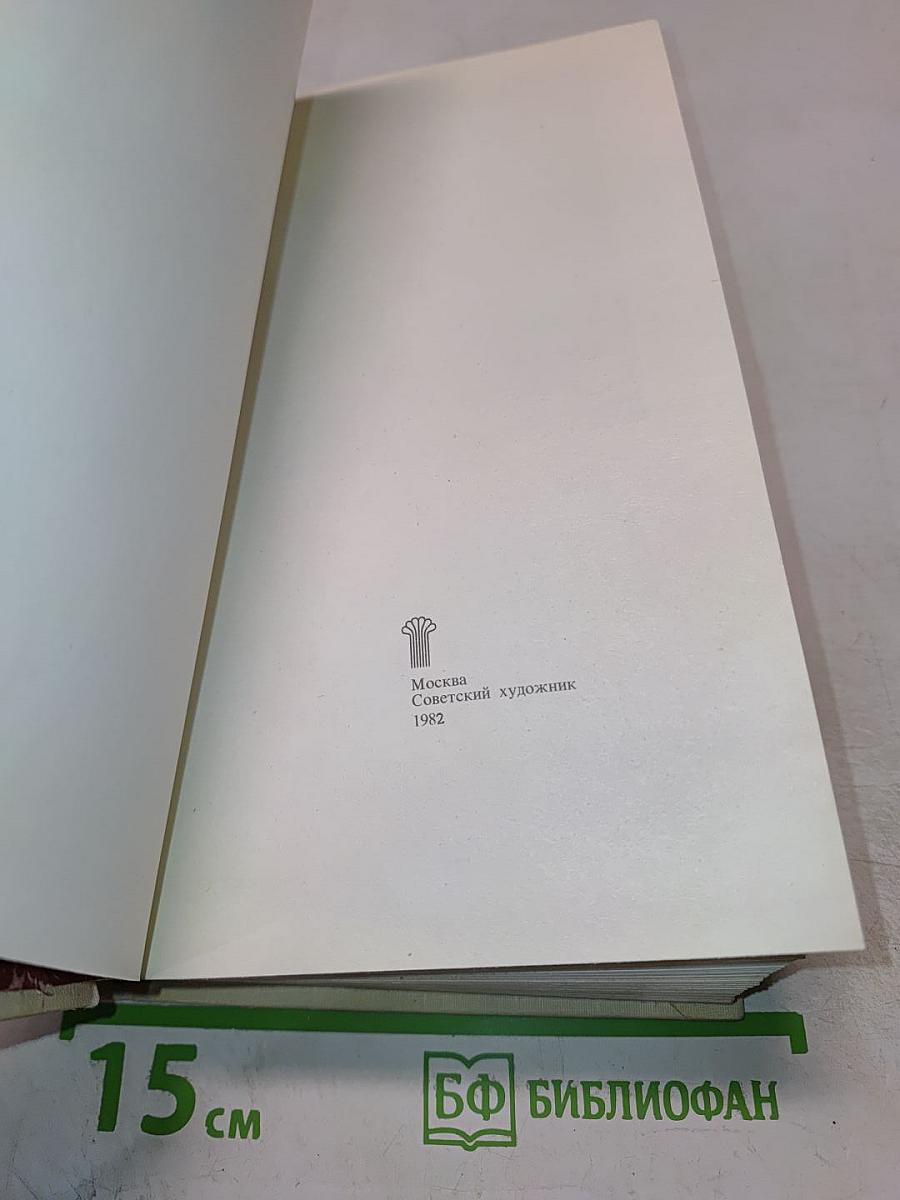 Москва
Советский художник
1982
15 см
БФ БИБЛИОФАН